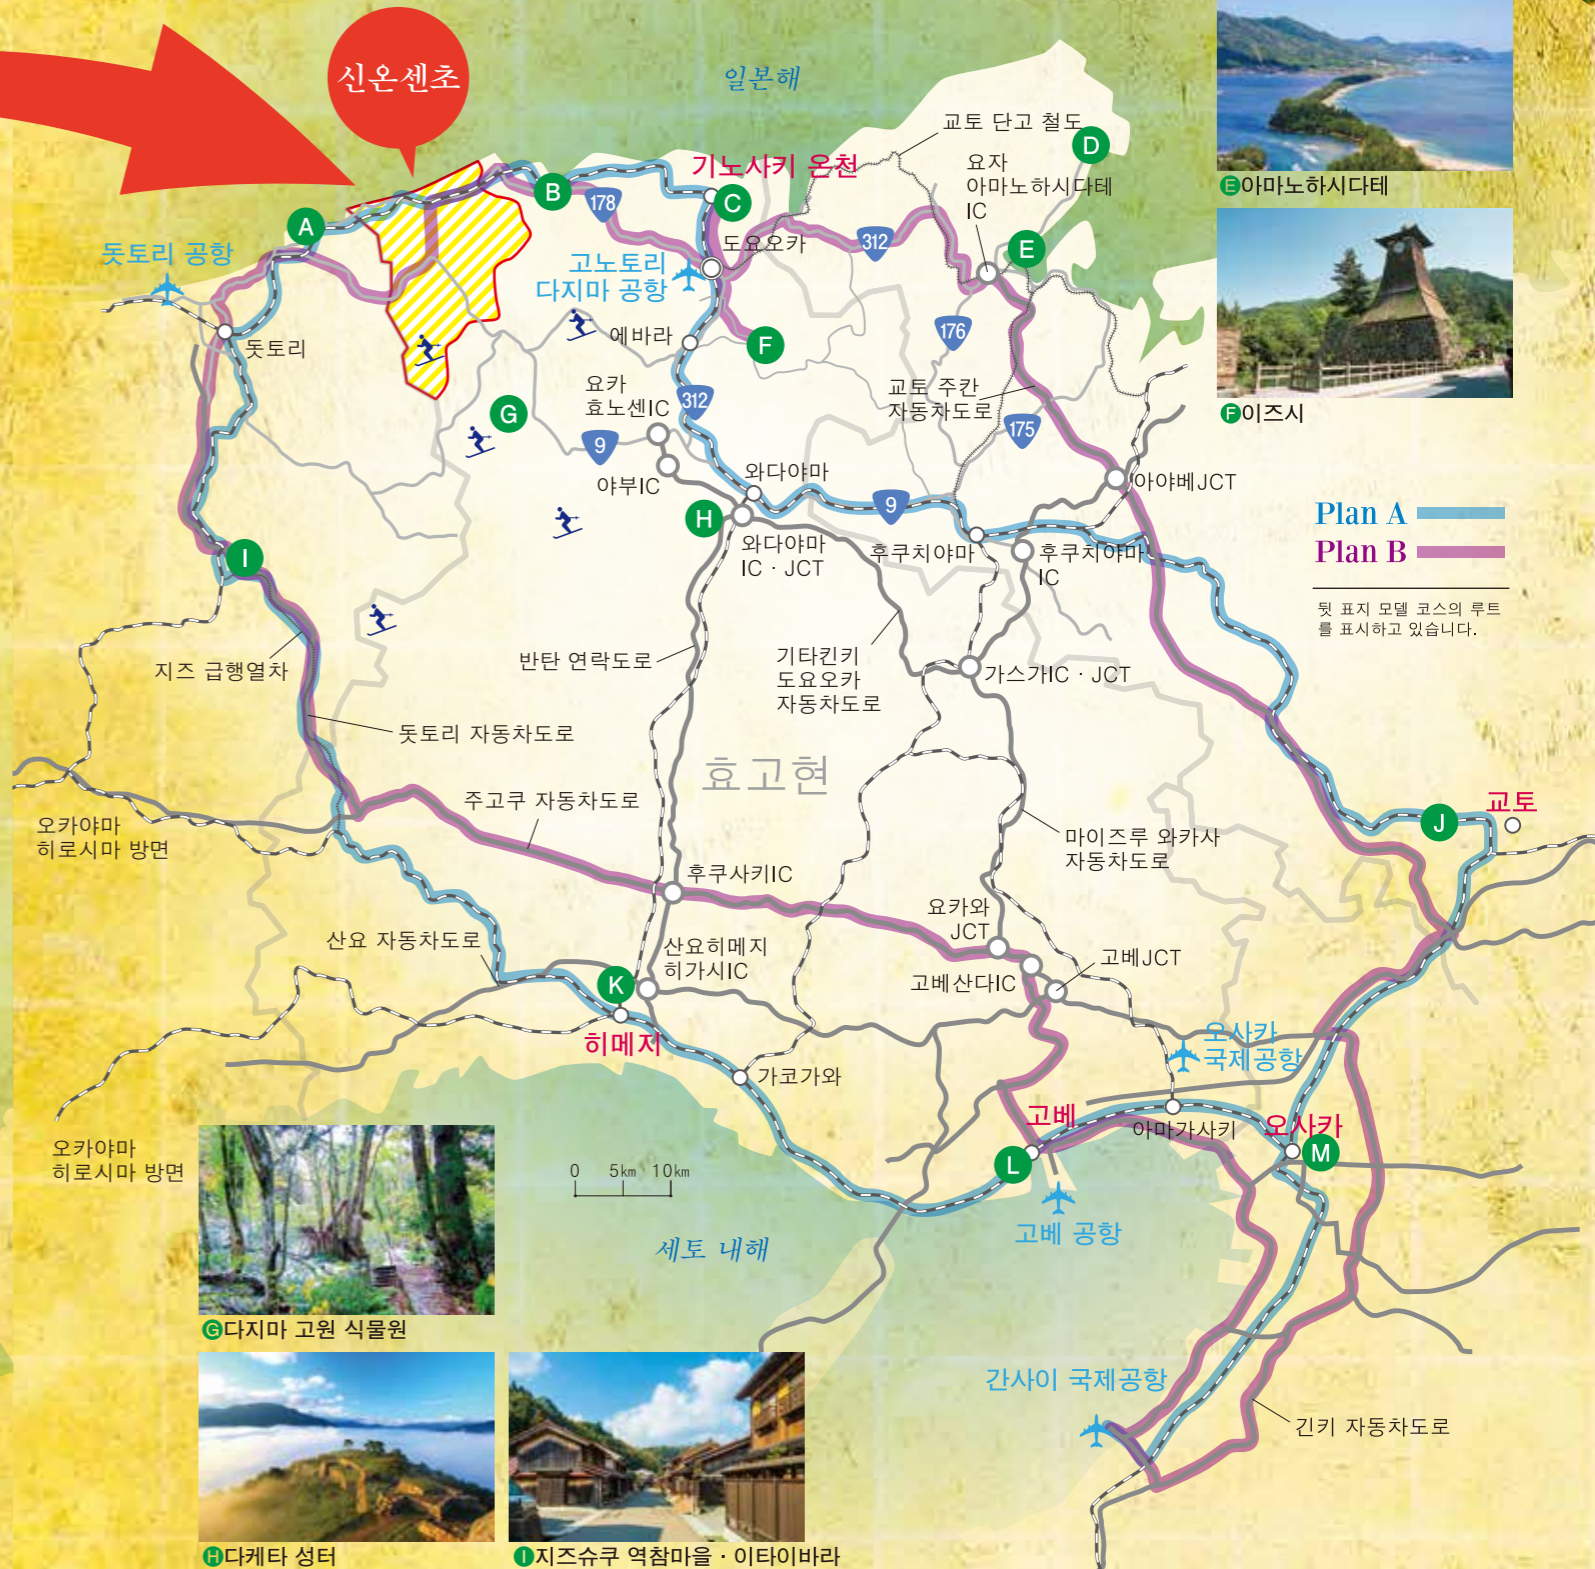 신온센초
일본해
교토 단고 철도
D
요자
아마노하시다테
IC
E아마노하시다테
기노사키 온천
B
178
C
A
돗토리 공항
도요오카
312
E
고노토리
다지마 공항
돗토리
에바라
F
176
F이즈시
요카
효노센IC
312
교토 주칸
자동차도로
G
9
175
야부IC
와다야마
아야베JCT
H
9
와다야마
IC · JCT
후쿠치야마
후쿠치야마
IC
Plan A
Plan B
뒷 표지 모델 코스의 루트
를 표시하고 있습니다.
I
지즈 급행열차
반탄 연락도로
기타킨키
도요오카
자동차도로
가스가IC · JCT
돗토리 자동차도로
효고현
주고쿠 자동차도로
오카야마
히로시마 방면
마이즈루 와카사
자동차도로
J
교토
후쿠사키IC
요카와
JCT
산요 자동차도로
산요히메지
히가시IC
고베JCT
고베산다IC
K
히메지
오사카
국제공항
가코가와
고베
아마가사키
오사카
L
M
오카야마
히로시마 방면
0 5km 10km
고베 공항
세토 내해
G다지마 고원 식물원
간사이 국제공항
긴키 자동차도로
H다케타 성터
I지즈슈쿠 역참마을 · 이타이바라